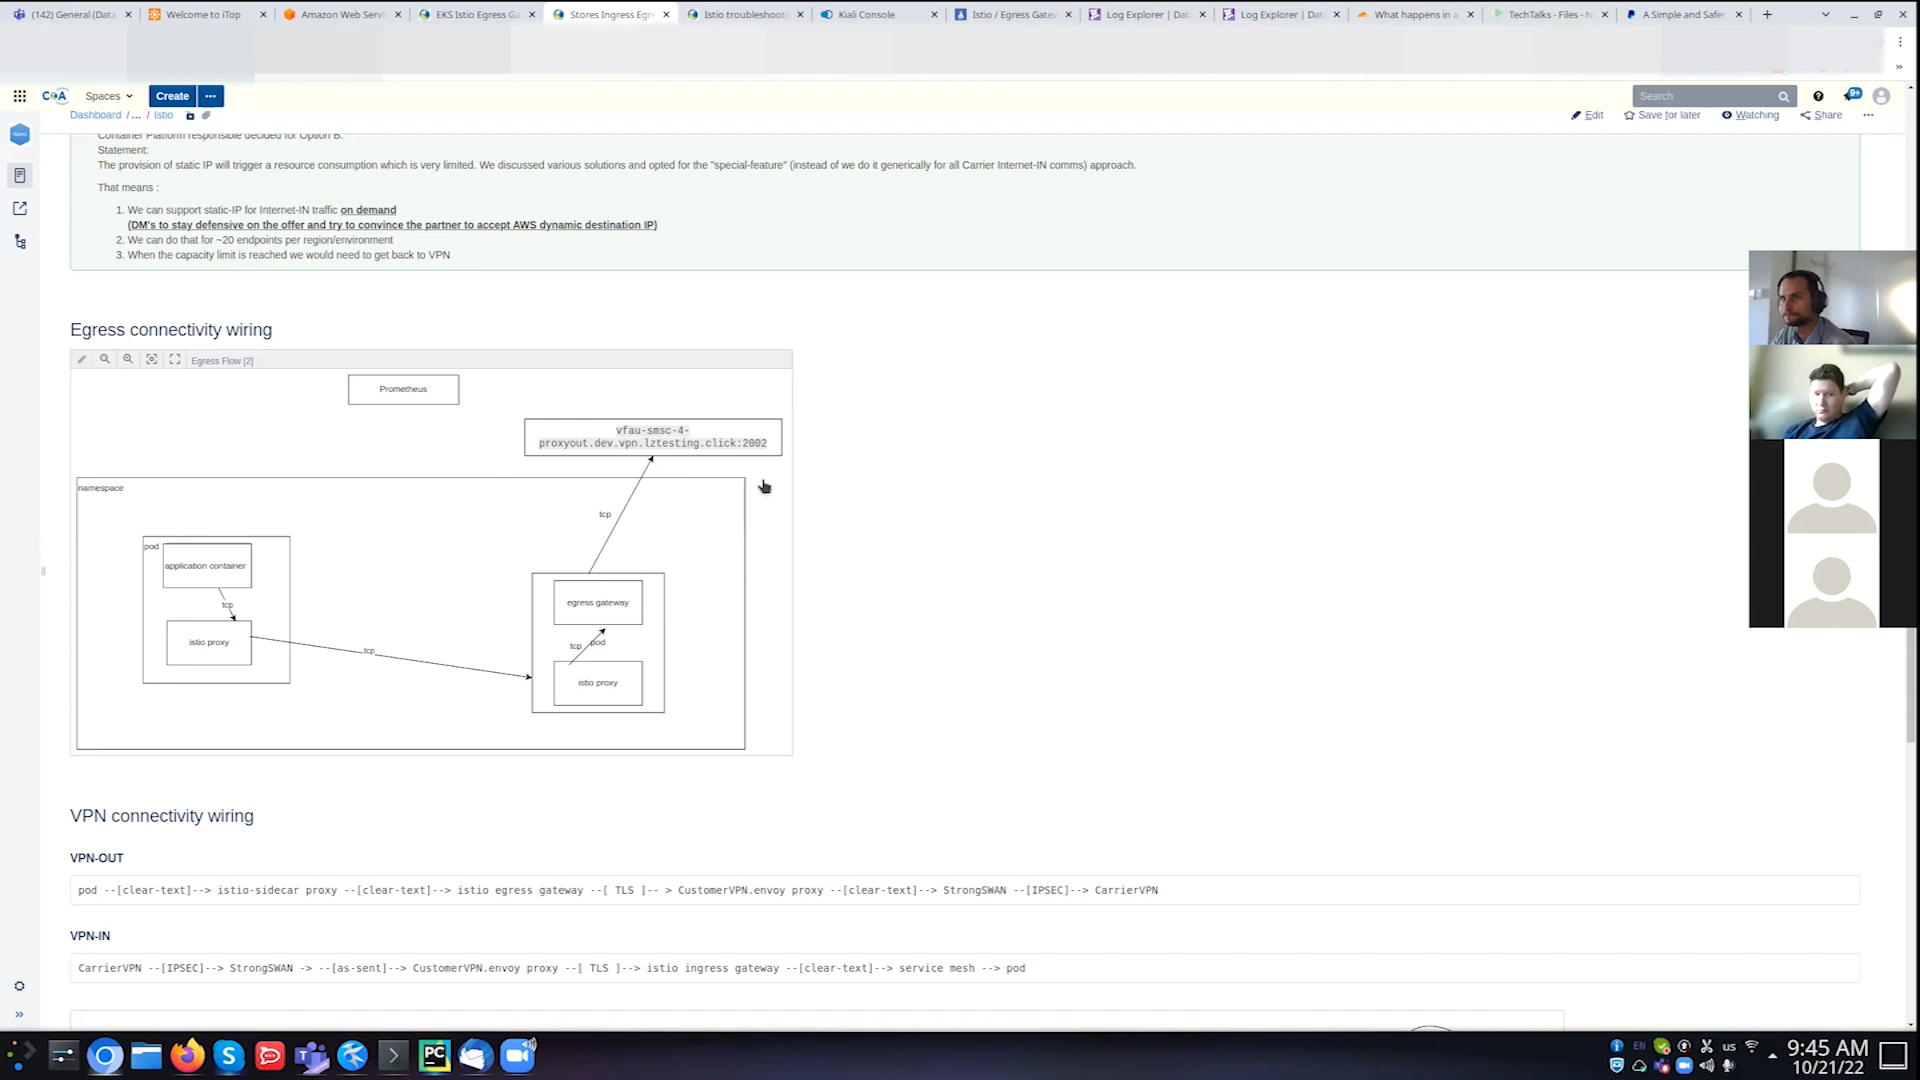 (142) General (Data
Welcome to iTop
Amazon Web Servi
EKS Istio Egress Ga
Stores Ingress Egr
Istio troubleshooti
Kiali Console
Istio / Egress Gatew
Log Explorer | Dat
Log Explorer | Dat
What happens in a
TechTalks - Files - N
A Simple and Safe
Spaces
Create
Search
9+
Dashboard / ... / Istio
Edit
Save for later
Watching
Share
Container Platform responsible decided for Option B.
Statement:
The provision of static IP will trigger a resource consumption which is very limited. We discussed various solutions and opted for the "special-feature" (instead of we do it generically for all Carrier Internet-IN comms) approach.
That means :
1. We can support static-IP for Internet-IN traffic on demand
(DM's to stay defensive on the offer and try to convince the partner to accept AWS dynamic destination IP)
2. We can do that for ~20 endpoints per region/environment
3. When the capacity limit is reached we would need to get back to VPN
Egress connectivity wiring
Egress Flow [2]
Prometheus
vfau-smsc-4-
proxyout.dev.vpn.lztesting.click:2002
namespace
tcp
pod
application container
tcp
istio proxy
tcp
egress gateway
tcp
pod
istio proxy
VPN connectivity wiring
VPN-OUT
pod --[clear-text]--> istio-sidecar proxy --[clear-text]--> istio egress gateway --[ TLS ]-- > CustomerVPN.envoy proxy --[clear-text]--> StrongSWAN --[IPSEC]--> CarrierVPN
VPN-IN
CarrierVPN --[IPSEC]--> StrongSWAN -> --[as-sent]--> CustomerVPN.envoy proxy --[ TLS ]--> istio ingress gateway --[clear-text]--> service mesh --> pod
EN
us
9:45 AM
10/21/22